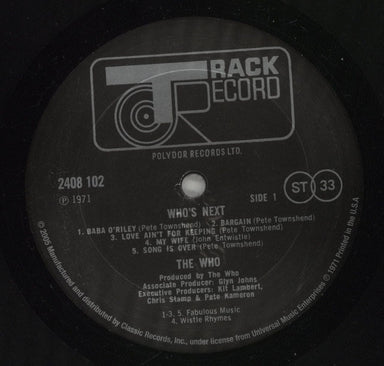 TRACK
RECORD
POLYDOR RECORDS LTD.
2408 102
℗ 1971
SIDE 1
ST 33
WHO'S NEXT
1. BABA O'RILEY (Pete Townshend) 2. BARGAIN (Pete Townshend)
3. LOVE AIN'T FOR KEEPING (Pete Townshend)
4. MY WIFE (John Entwistle)
5. SONG IS OVER (Pete Townshend)
THE WHO
Produced by The Who
Associate Producer: Glyn Johns
Executive Producers: Kit Lambert,
Chris Stamp & Pete Kameron
1-3. 5. Fabulous Music
4. Wistle Rhymes
© 2005 Manufactured and distributed by Classic Records, Inc., under license from Universal Music Enterprises ℗ 1971 Printed in the U.S.A